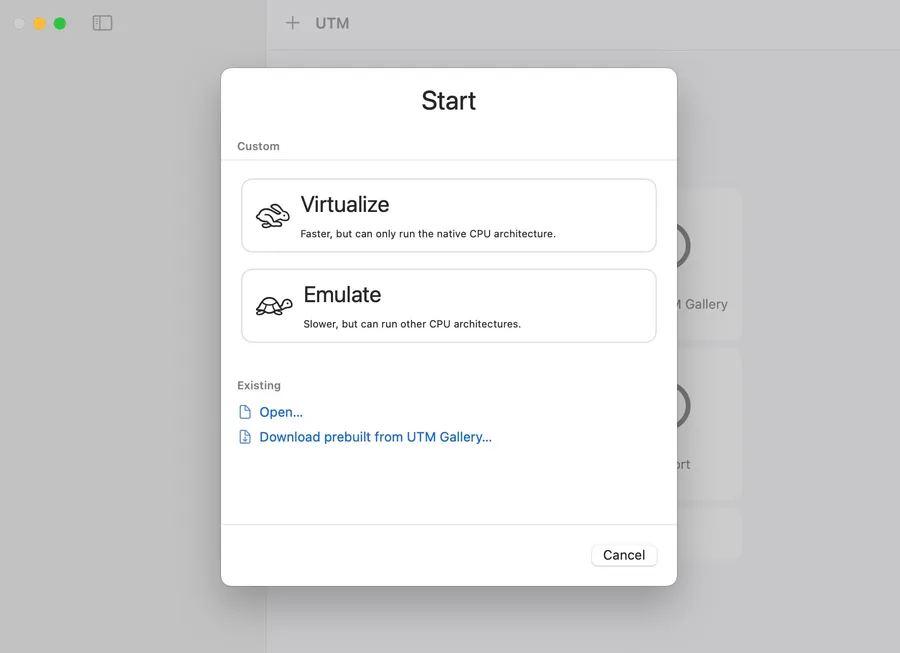 UTM
Start
Custom
Virtualize
Faster, but can only run the native CPU architecture.
Emulate
Slower, but can run other CPU architectures.
Gallery
Existing
Open...
Download prebuilt from UTM Gallery...
Cancel